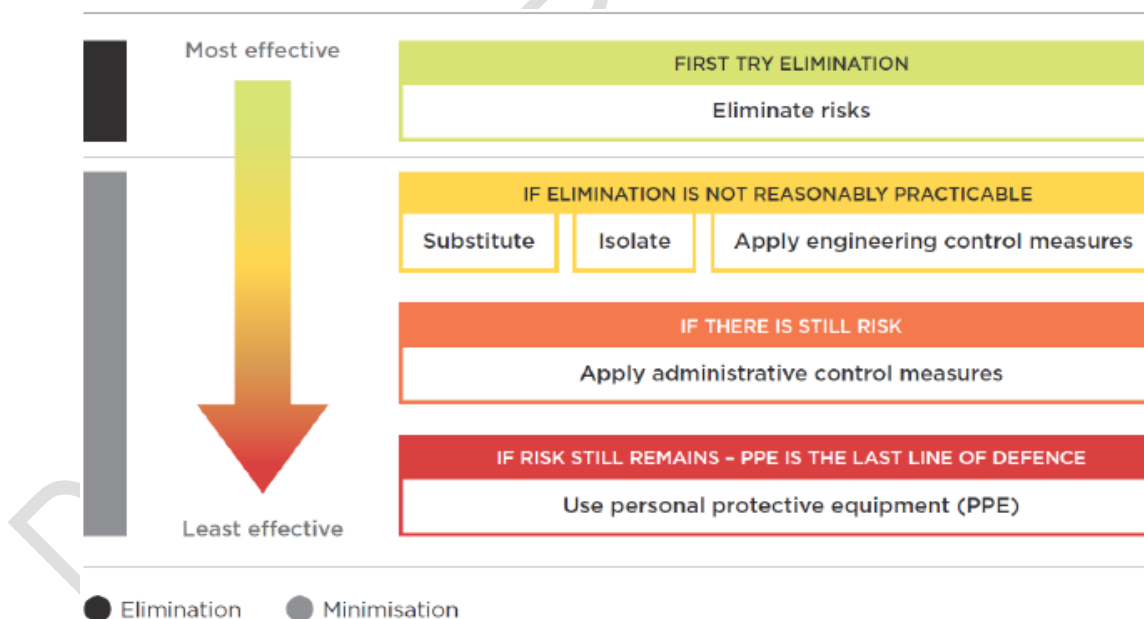 Most effective
FIRST TRY ELIMINATION
Eliminate risks
IF ELIMINATION IS NOT REASONABLY PRACTICABLE
Substitute
Isolate
Apply engineering control measures
IF THERE IS STILL RISK
Apply administrative control measures
IF RISK STILL REMAINS – PPE IS THE LAST LINE OF DEFENCE
Use personal protective equipment (PPE)
Least effective
Elimination
Minimisation